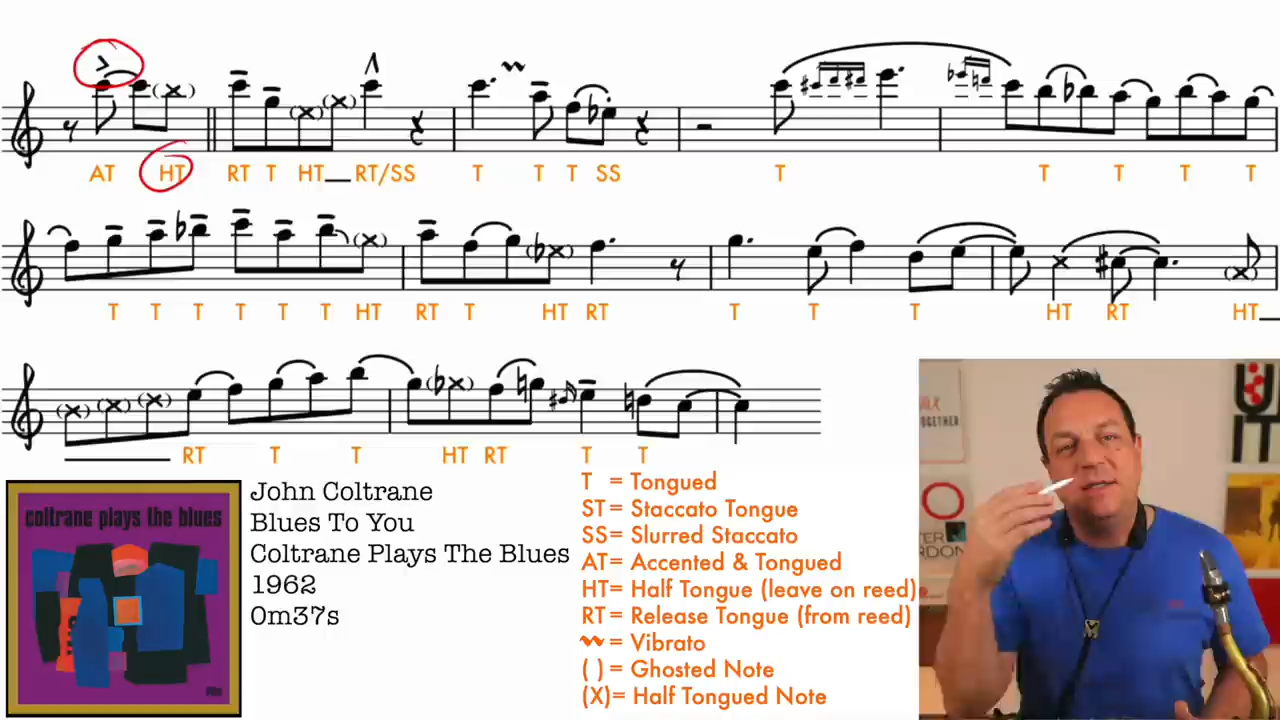 AT HT RT T HT RT/SS T T T SS T T T T T
T T T T T T HT RT T HT RT T T T HT RT HT
RT T T HT RT T T
coltrane plays the blues
John Coltrane
Blues To You
Coltrane Plays The Blues
1962
0m37s
T = Tongued
ST = Staccato Tongue
SS = Slurred Staccato
AT = Accented & Tongued
HT = Half Tongue (leave on reed)
RT = Release Tongue (from reed)
= Vibrato
( ) = Ghosted Note
(X) = Half Tongued Note